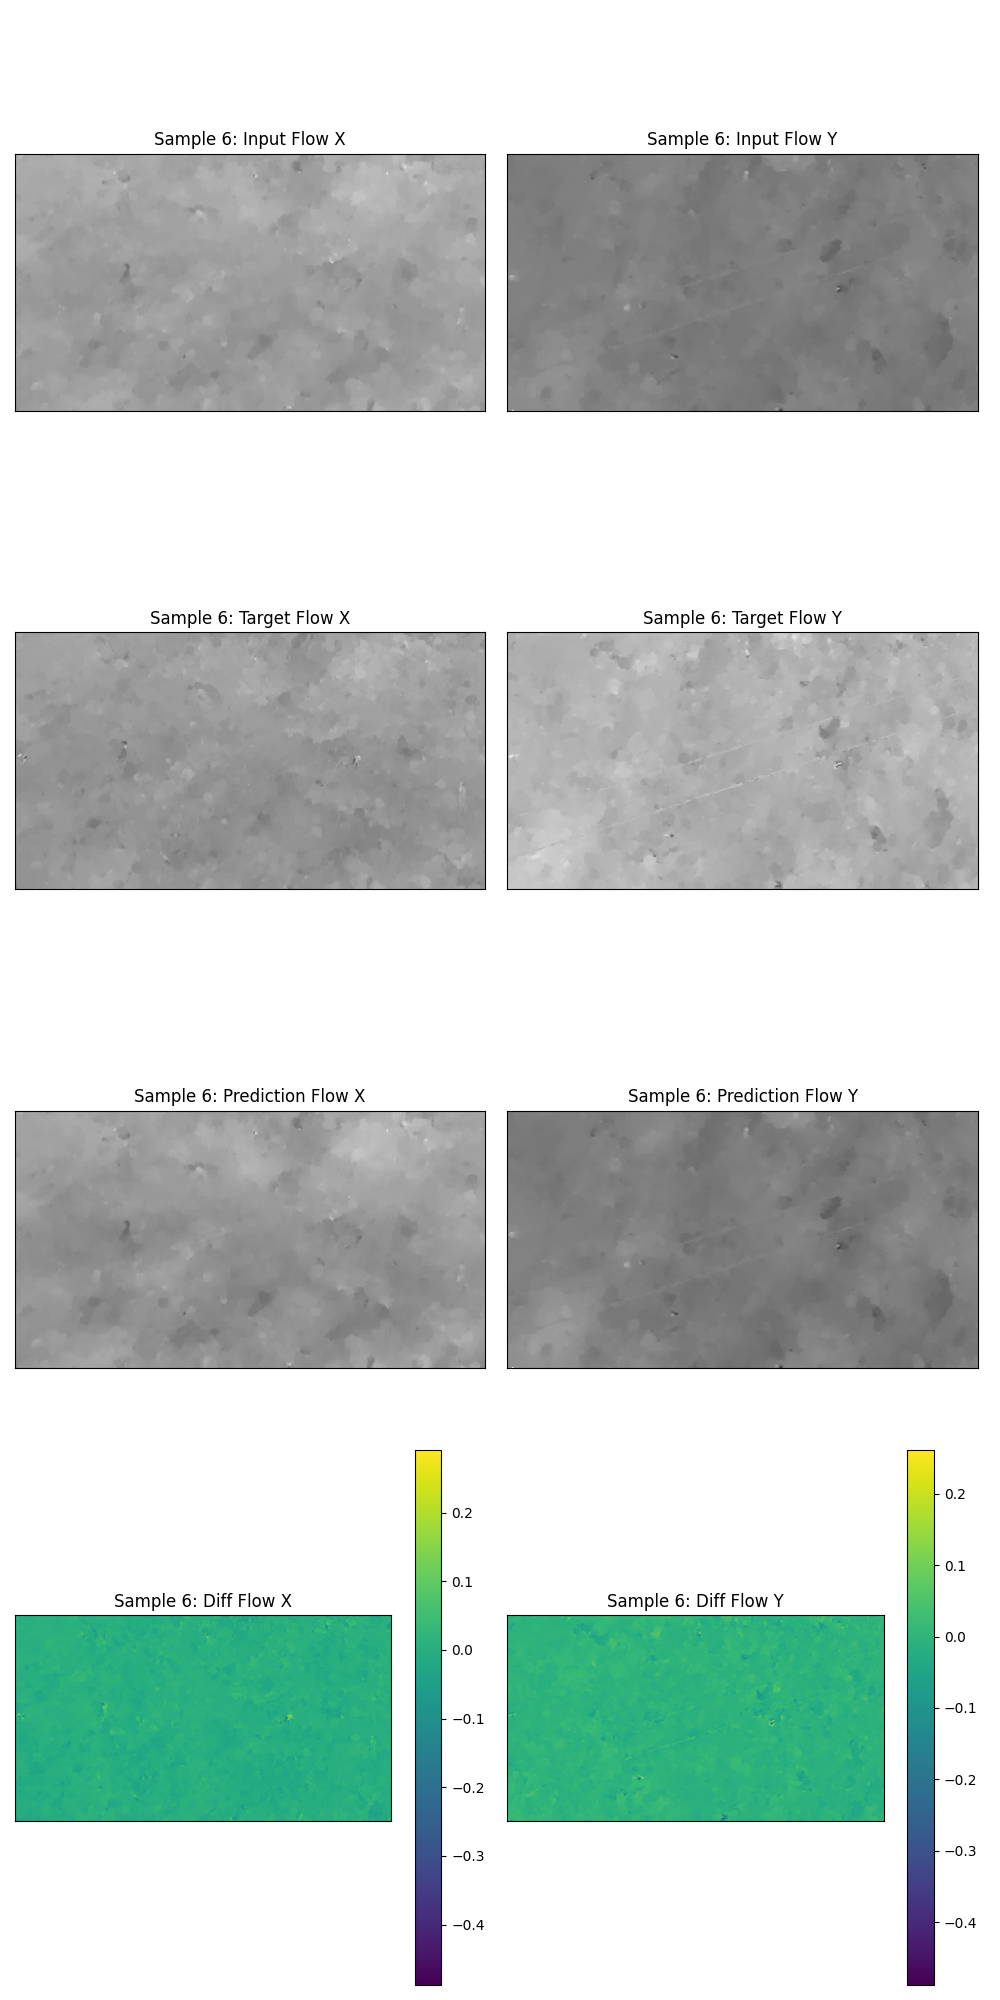 Sample 6: Input Flow X
Sample 6: Input Flow Y
Sample 6: Target Flow X
Sample 6: Target Flow Y
Sample 6: Prediction Flow X
Sample 6: Prediction Flow Y
Sample 6: Diff Flow X
0.2
0.1
0.0
−0.1
−0.2
−0.3
−0.4
Sample 6: Diff Flow Y
0.2
0.1
0.0
−0.1
−0.2
−0.3
−0.4